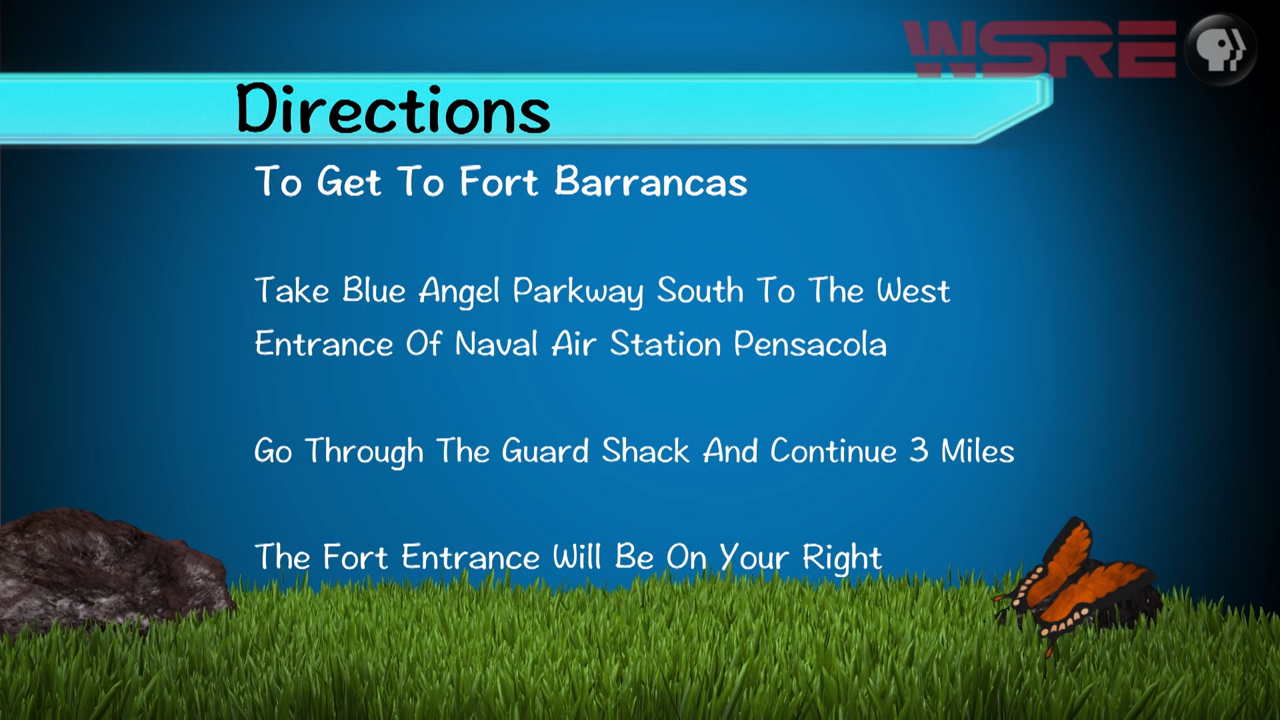 WSRE
Directions
To Get To Fort Barrancas
Take Blue Angel Parkway South To The West
Entrance Of Naval Air Station Pensacola
Go Through The Guard Shack And Continue 3 Miles
The Fort Entrance Will Be On Your Right